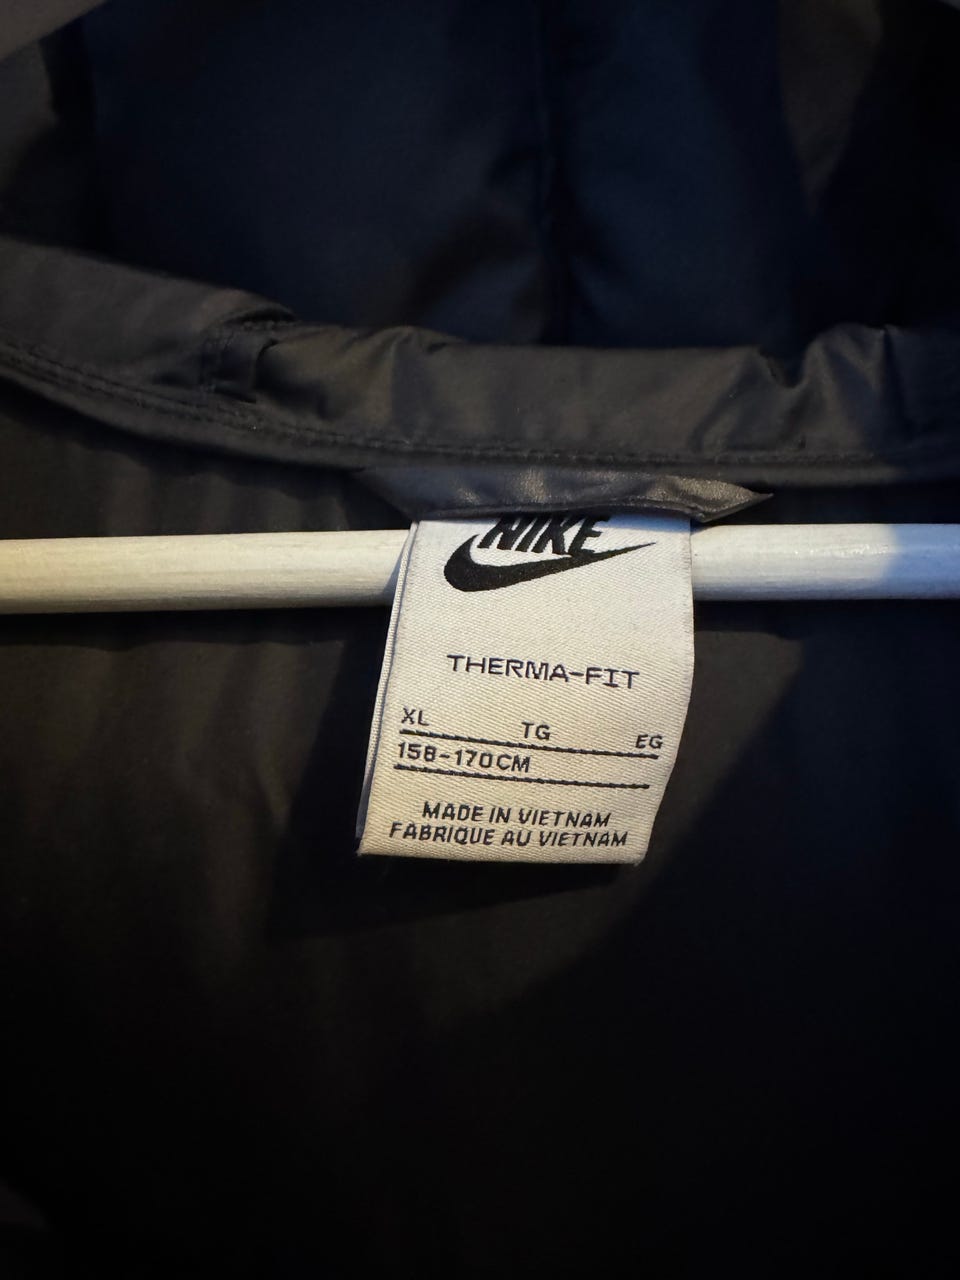 NIKE
THERMA-FIT
XL TG EG
158-170CM
MADE IN VIETNAM
FABRIQUE AU VIETNAM